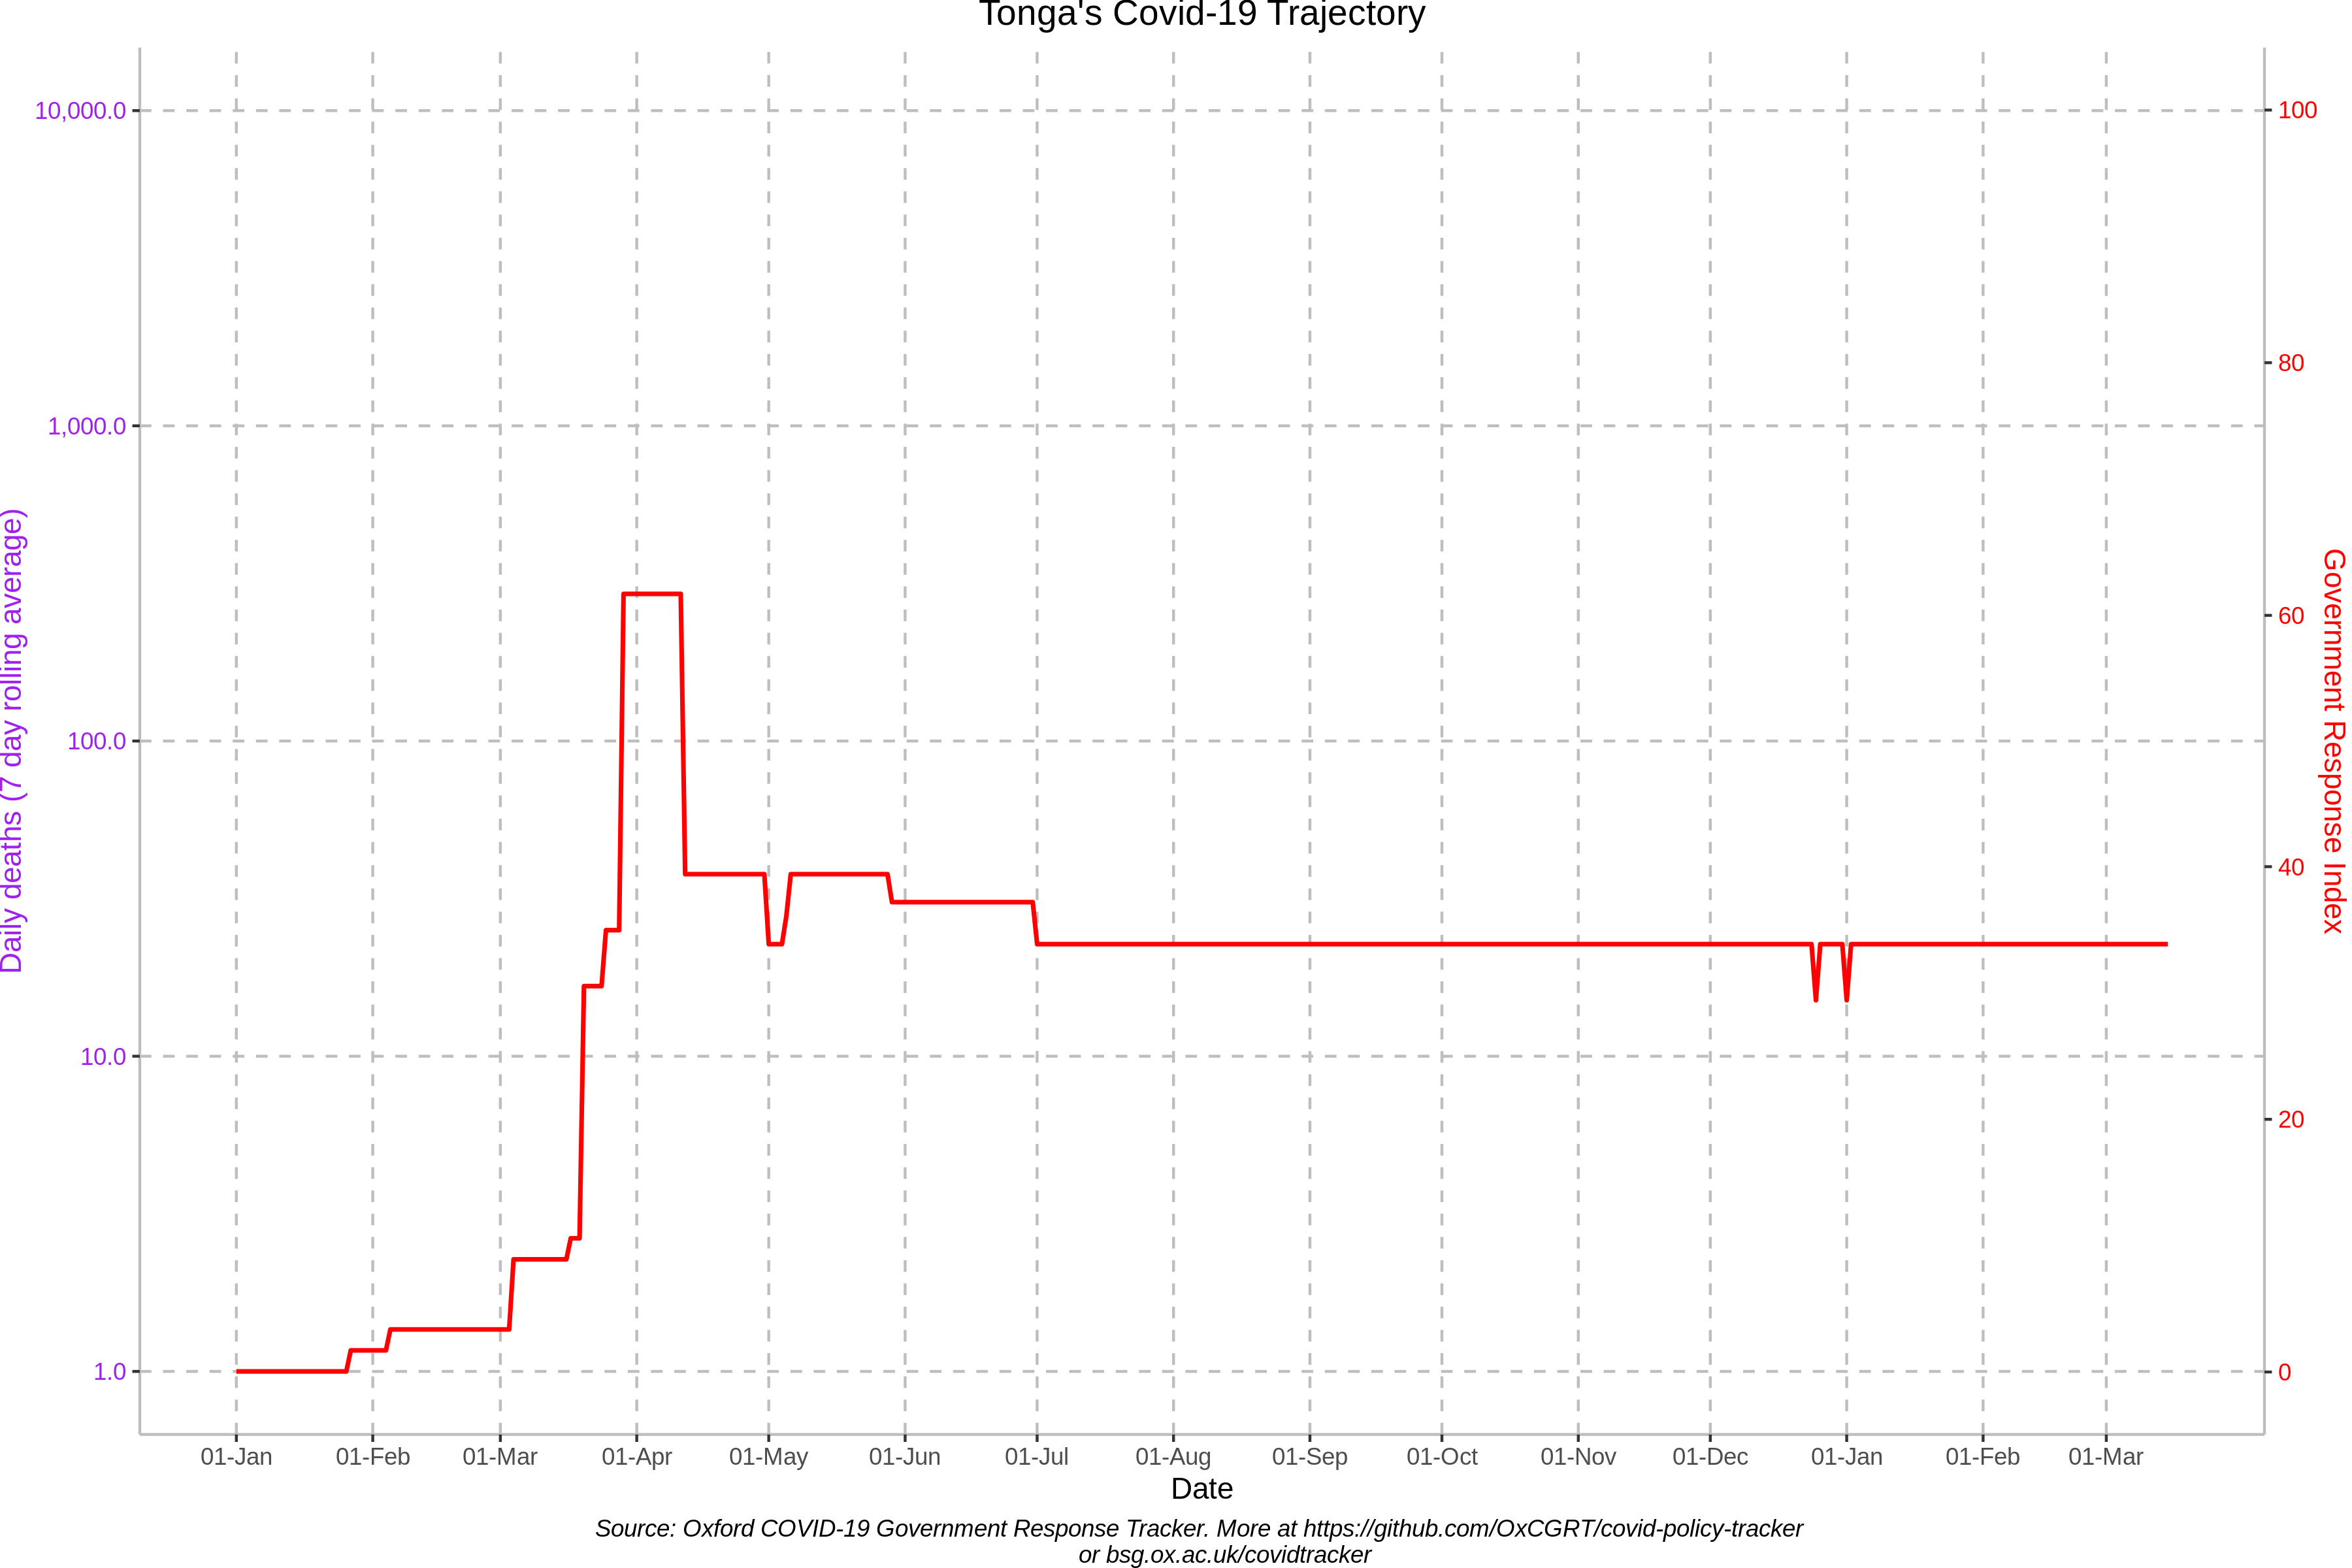 Tonga's Covid-19 Trajectory
10,000.0
1,000.0
100.0
10.0
1.0
Daily deaths (7 day rolling average)
100
80
60
40
20
0
Government Response Index
01-Jan 01-Feb 01-Mar 01-Apr 01-May 01-Jun 01-Jul 01-Aug 01-Sep 01-Oct 01-Nov 01-Dec 01-Jan 01-Feb 01-Mar
Date
Source: Oxford COVID-19 Government Response Tracker. More at https://github.com/OxCGRT/covid-policy-tracker
or bsg.ox.ac.uk/covidtracker